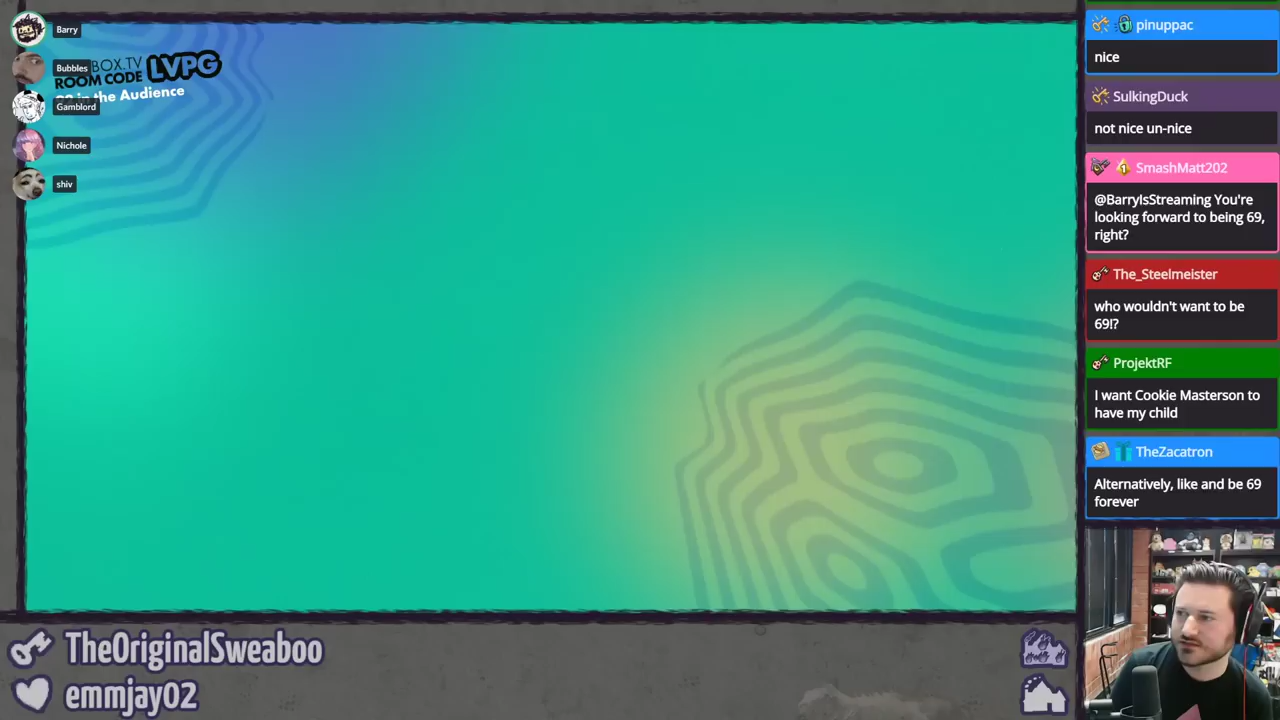 Barry
Bubbles
BOX.TV
ROOM CODE LVPG
in the Audience
Gamblord
Nichole
shiv
pinuppac
nice
SulkingDuck
not nice un-nice
SmashMatt202
@BarryIsStreaming You're
looking forward to being 69,
right?
The_Steelmeister
who wouldn't want to be
69!?
ProjektRF
I want Cookie Masterson to
have my child
TheZacatron
Alternatively, like and be 69
forever
TheOriginalSweaboo
emmjay02